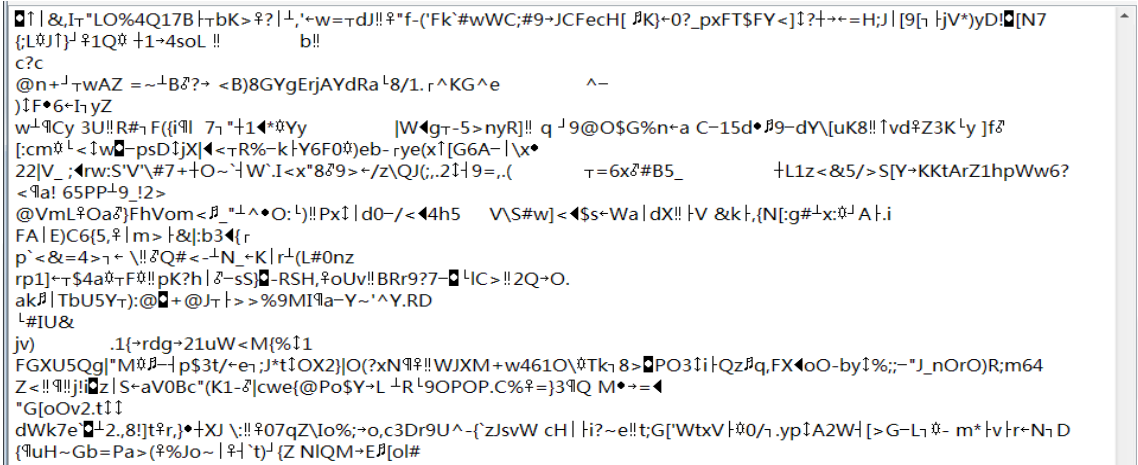 ◘↑|&,I┬"LO%4Q17B├┬bK>♀?|┴,'←w=┬dJ‼♀"f-('Fk`#wWC;#9→JCFecH[ ♬K}←0?_pxFT$FY<]↕?┼→←=H;J|[9[┐├jV*)yD!◘[N7
{;L☼J↑}┘♀1Q☼ ┼1→4soL ‼ b‼
c?c
@n+┘┬wAZ =~┴B♂?→ <B)8GYgErjAYdRa└8/1.┌^KG^e ^−
)↕F•6←I┐yZ
w┴¶Cy 3U‼R#┐F({i¶l 7┐"┼1◄*☼Yy |W◄g┬-5>nyR]‼ q ┘9@O$G%n←a C−15d•♬9−dY\[uK8‼↑vd♀Z3K└y ]f♂
[:cm☼└<↕w◘−psD↕jX|◄<┬R%−k├Y6F0☼)eb-┌rye(x↑[G6A−|\x•
22|V_ ;◄rw:S'V'\#7+┼O~`┤W`.I<x"8♂9>←/z\QJ(;,.2↕┤9=,.( ┬=6x♂#B5_ ┼L1z<&5/>S[Y→KKtArZ1hpWw6?
<¶a! 65PP┴9_!2>
@VmL♀Oa♂}FhVom<♬_"┴^•O:└)‼Px↕|d0−/<◄4h5 V\S#w]<◄$s←Wa|dX‼├V &k├,{N[:g#┴x:☼┘A├.i
FA|E)C6{5,♀|m>├&|:b3◄{┌
p`<&=4>┐← \‼♂Q#<-┴N_←K|r┴(L#0nz
rp1]←┬$4a☼┬F☼‼pK?h|♂−sS}◘-RSH,♀oUv‼BRr9?7−◘└lC>‼2Q→O.
ak♬|TbU5Y┬):@◘+@J┬├>>%9MI¶a−Y~'^Y.RD
└#IU&
jv) .1{→rdg→21uW<M{%↕1
FGXU5Qg|"M☼♬−┤p$3t/←e┐;J*t↕OX2}|O(?xN¶♀‼WJXM+w461O\☼Tk┐8>◘PO3↕i├Qz♬q,FX◄oO-by↕%;;−"J_nOrO)R;m64
Z<‼¶‼j!i◘z|S←aV0Bc"(K1-♂|cwe{@Po$Y→L ┴R└9OPOP.C%♀=}3¶Q M•→=◄
"G[oOv2.t↕↕
dWk7e`◘┴2.,8!]t♀r,}•┼XJ \:‼♀07qZ\Io%;→o,c3Dr9U^-{`zJsvW cH||├i?~e‼t;G['WtxV├☼0/┐.yp↕A2W┤[>G−L┐☼- m*├v├r←N┐D
{¶uH~Gb=Pa>(♀%Jo~|♀┤`t)┘{Z NlQM→E♬[ol#